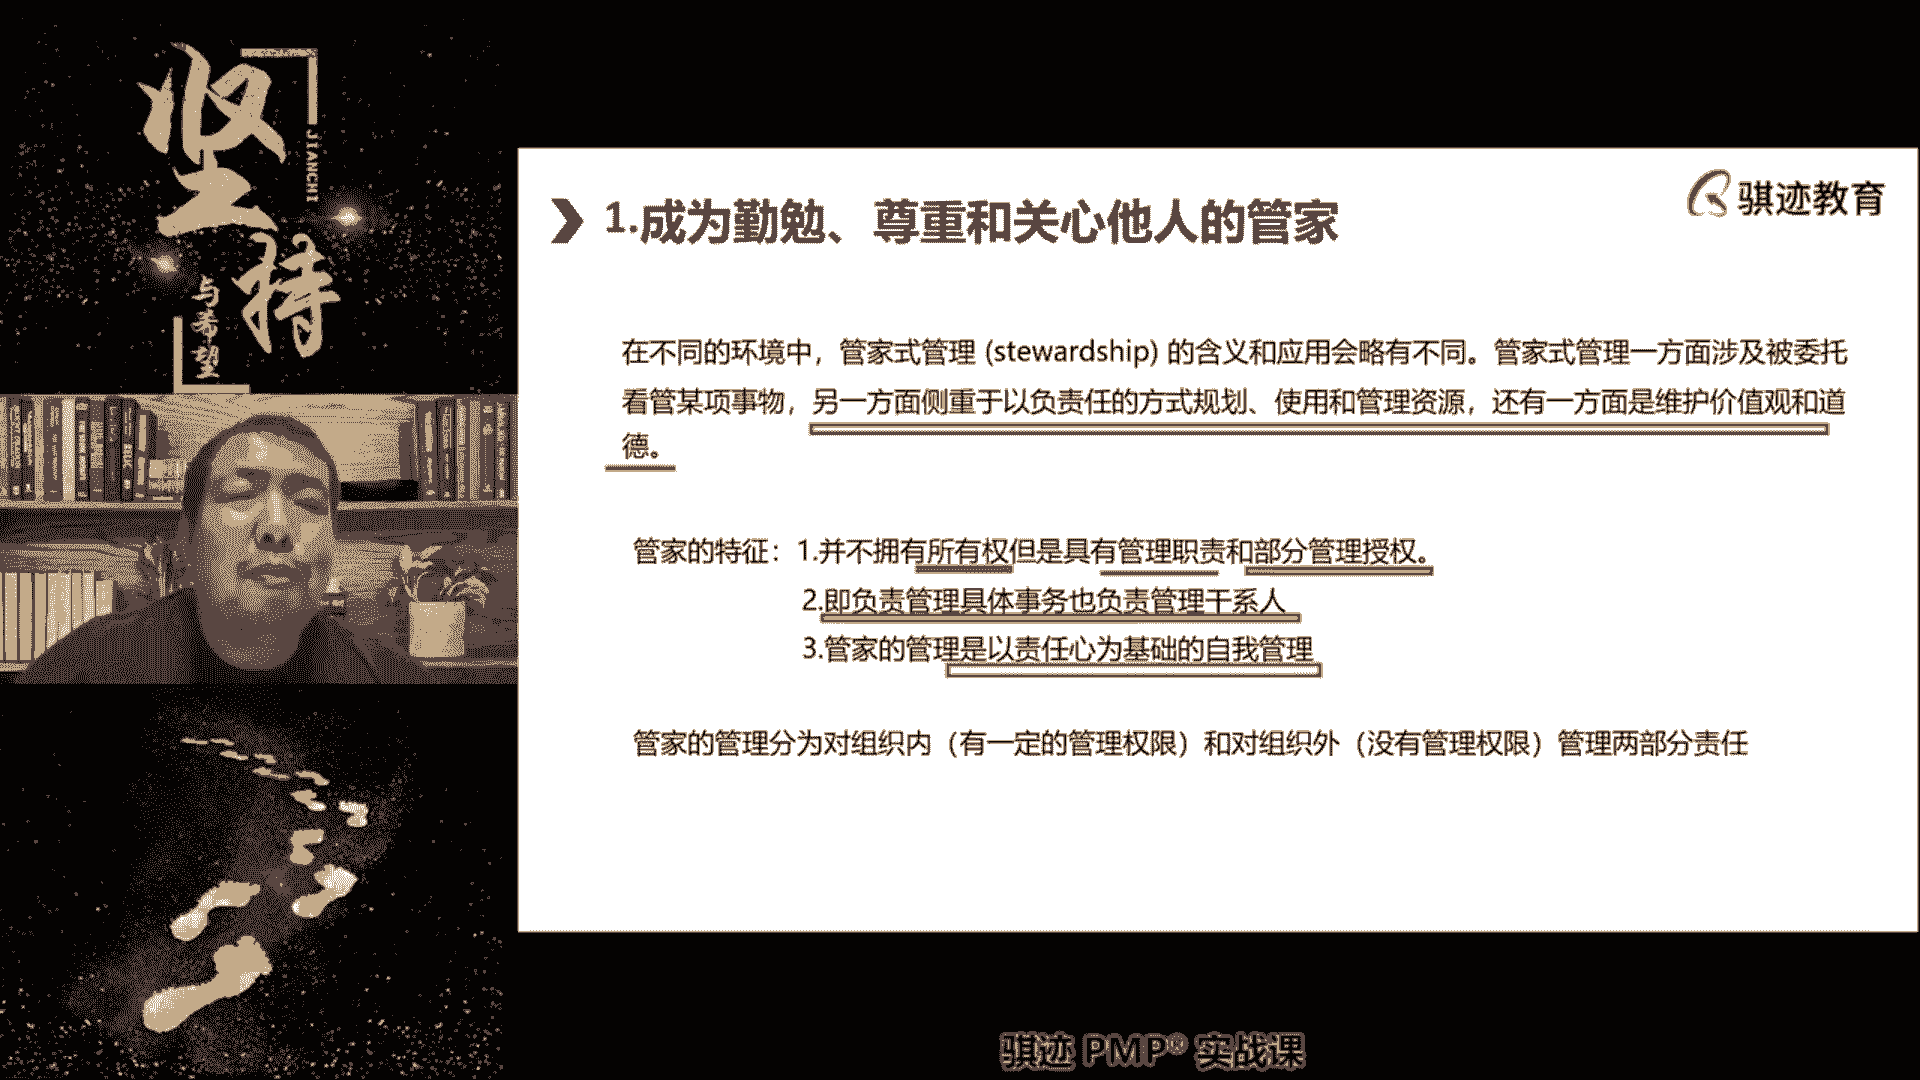 坚持
JIANCHI
与希望
骐迹教育
1.成为勤勉、尊重和关心他人的管家
在不同的环境中，管家式管理 (stewardship) 的含义和应用会略有不同。管家式管理一方面涉及被委托
看管某项事物，另一方面侧重于以负责任的方式规划、使用和管理资源，还有一方面是维护价值观和道
德。
管家的特征：1.并不拥有所有权但是具有管理职责和部分管理授权。
2.即负责管理具体事务也负责管理干系人
3.管家的管理是以责任心为基础的自我管理
管家的管理分为对组织内（有一定的管理权限）和对组织外（没有管理权限）管理两部分责任
骐迹 PMP® 实战课